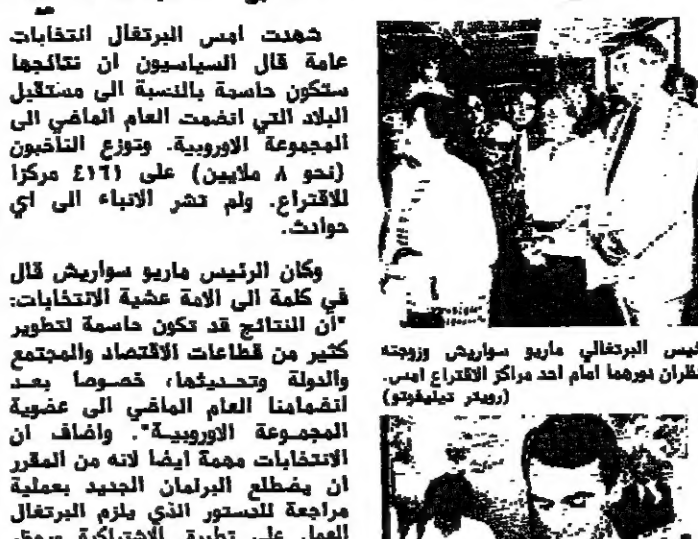 شهدت امس البرتغال انتخابات
عامة قال السياسيون ان نتائجها
ستكون حاسمة بالنسبة الى مستقبل
البلاد التي انضمت العام الماضي الى
المجموعة الاوروبية. وتوزع الناخبون
(نحو ٨ ملايين) على ٤١٦١ مركزا
للاقتراع. ولم تشر الانباء الى اي
حوادث.
وكان الرئيس ماريو سواريش قال
في كلمة الى الامة عشية الانتخابات:
"ان النتائج قد تكون حاسمة لتطوير
كثير من قطاعات الاقتصاد والمجتمع
والدولة وتحديثها، خصوصا بعد
انضمامنا العام الماضي الى عضوية
المجموعة الاوروبية". واضاف ان
الانتخابات مهمة ايضا لانه من المقرر
ان يضطلع البرلمان الجديد بعملية
مراجعة للدستور الذي يلزم البرتغال
العمل على تطبيق الاشتراكية
البرتغالي ماريو سواريش وزوجته
دورهما امام احد مراكز الاقتراع امس.
(رويتر تيليفوتو)